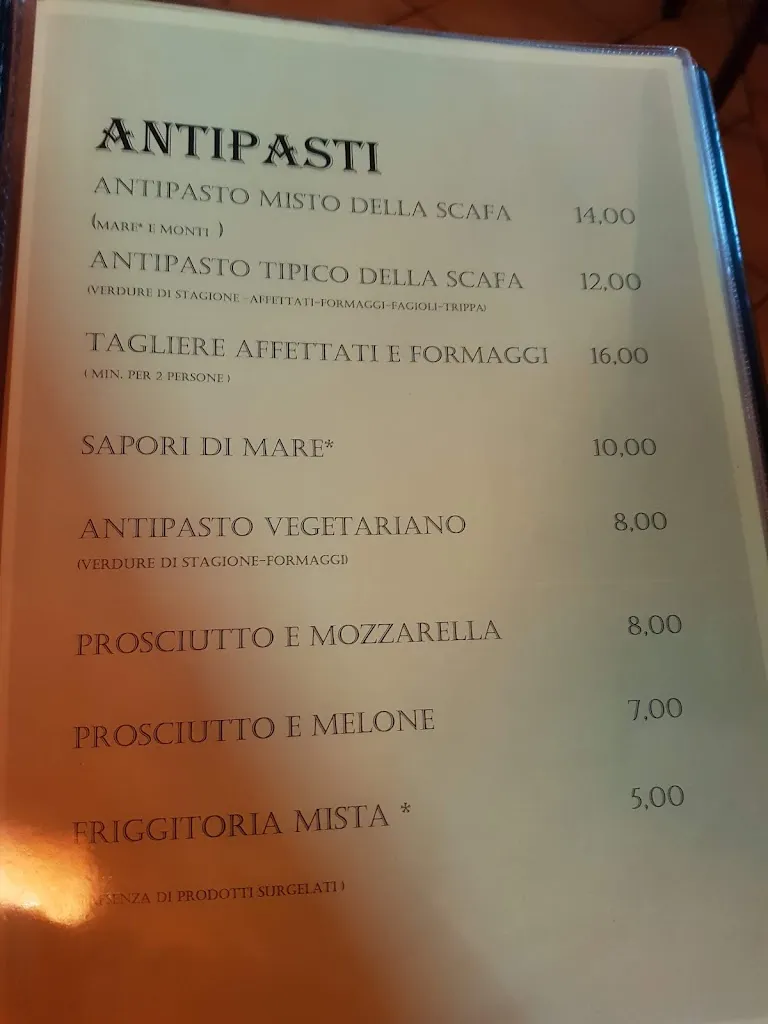 ANTIPASTI
ANTIPASTO MISTO DELLA SCAFA 14,00
(MARE* E MONTI )
ANTIPASTO TIPICO DELLA SCAFA 12,00
(VERDURE DI STAGIONE -AFFETTATI-FORMAGGI-FAGIOLI-TRIPPA)
TAGLIERE AFFETTATI E FORMAGGI 16,00
( MIN. PER 2 PERSONE )
SAPORI DI MARE* 10,00
ANTIPASTO VEGETARIANO 8,00
(VERDURE DI STAGIONE-FORMAGGI)
PROSCIUTTO E MOZZARELLA 8,00
PROSCIUTTO E MELONE 7,00
FRIGGITORIA MISTA * 5,00
DI PRODOTTI SURGELATI )